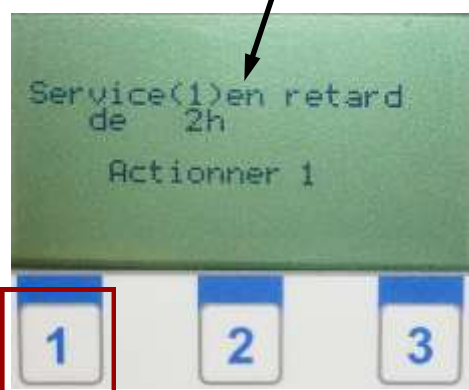 Service(1)en retard
de 2h
Actionner 1
1 2 3